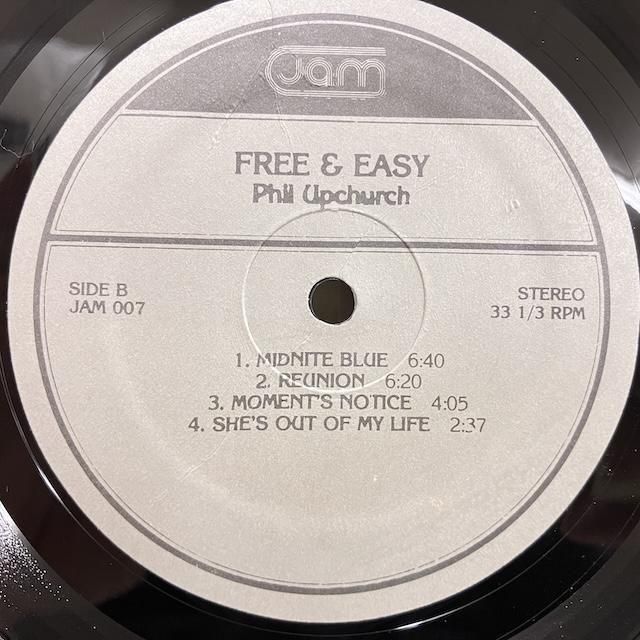 Jam
FREE & EASY
Phil Upchurch
SIDE B
JAM 007
STEREO
33 1/3 RPM
1. MIDNITE BLUE 6:40
2. REUNION 6:20
3. MOMENT'S NOTICE 4:05
4. SHE'S OUT OF MY LIFE 2:37